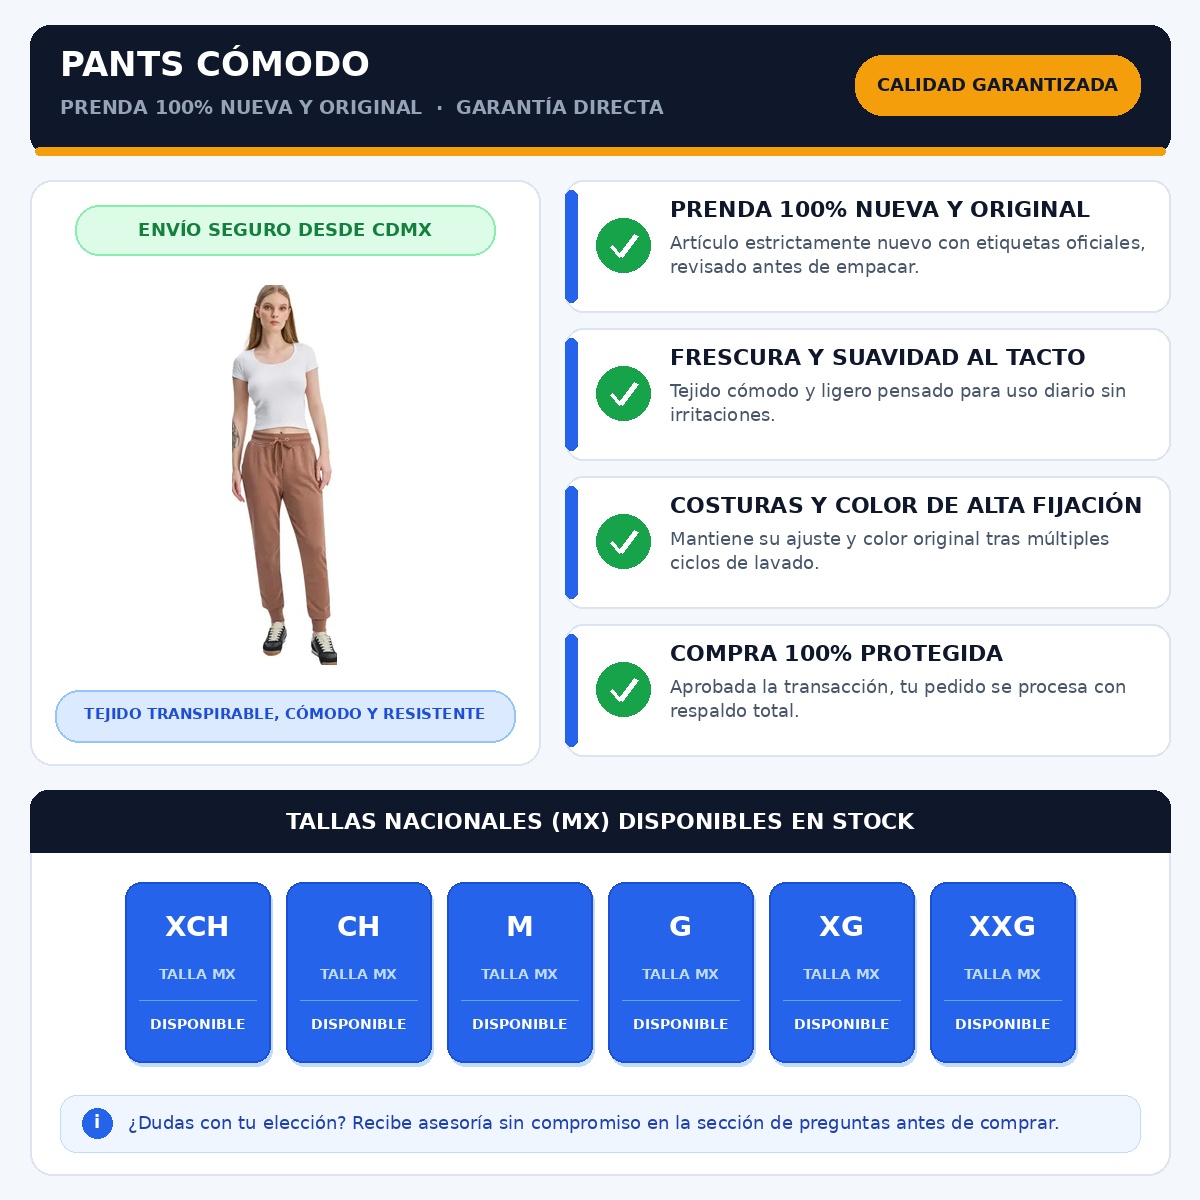 PANTS CÓMODO
PRENDA 100% NUEVA Y ORIGINAL · GARANTÍA DIRECTA
CALIDAD GARANTIZADA
ENVÍO SEGURO DESDE CDMX
TEJIDO TRANSPIRABLE, CÓMODO Y RESISTENTE
PRENDA 100% NUEVA Y ORIGINAL
Artículo estrictamente nuevo con etiquetas oficiales,
revisado antes de empacar.
FRESCURA Y SUAVIDAD AL TACTO
Tejido cómodo y ligero pensado para uso diario sin
irritaciones.
COSTURAS Y COLOR DE ALTA FIJACIÓN
Mantiene su ajuste y color original tras múltiples
ciclos de lavado.
COMPRA 100% PROTEGIDA
Aprobada la transacción, tu pedido se procesa con
respaldo total.
TALLAS NACIONALES (MX) DISPONIBLES EN STOCK
XCH
TALLA MX
DISPONIBLE
CH
TALLA MX
DISPONIBLE
M
TALLA MX
DISPONIBLE
G
TALLA MX
DISPONIBLE
XG
TALLA MX
DISPONIBLE
XXG
TALLA MX
DISPONIBLE
i ¿Dudas con tu elección? Recibe asesoría sin compromiso en la sección de preguntas antes de comprar.